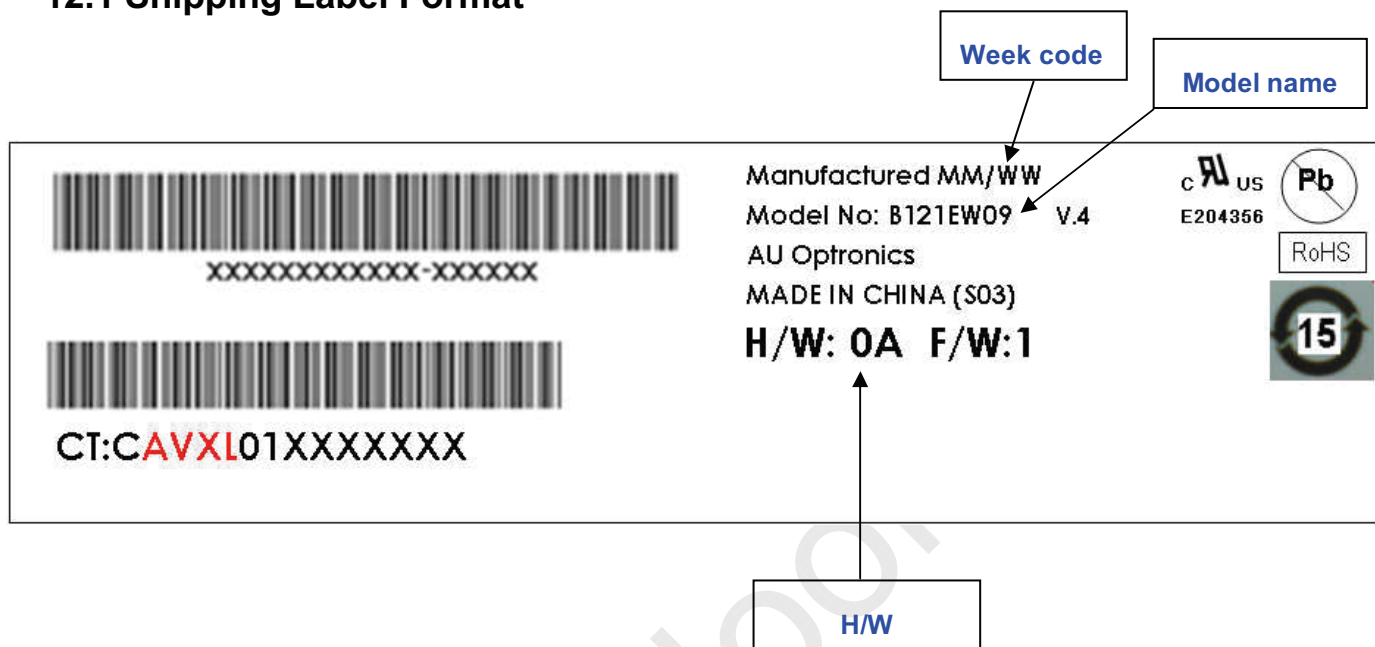 12.1 Shipping Label Format
Week code
Model name
Manufactured MM/WW
Model No: B121EW09 V.4
AU Optronics
MADE IN CHINA (S03)
H/W: 0A F/W:1
c RU US
E204356
Pb
RoHS
15
XXXXXXXXXXXX-XXXXXX
CT:CAVXL01XXXXXXX
H/W